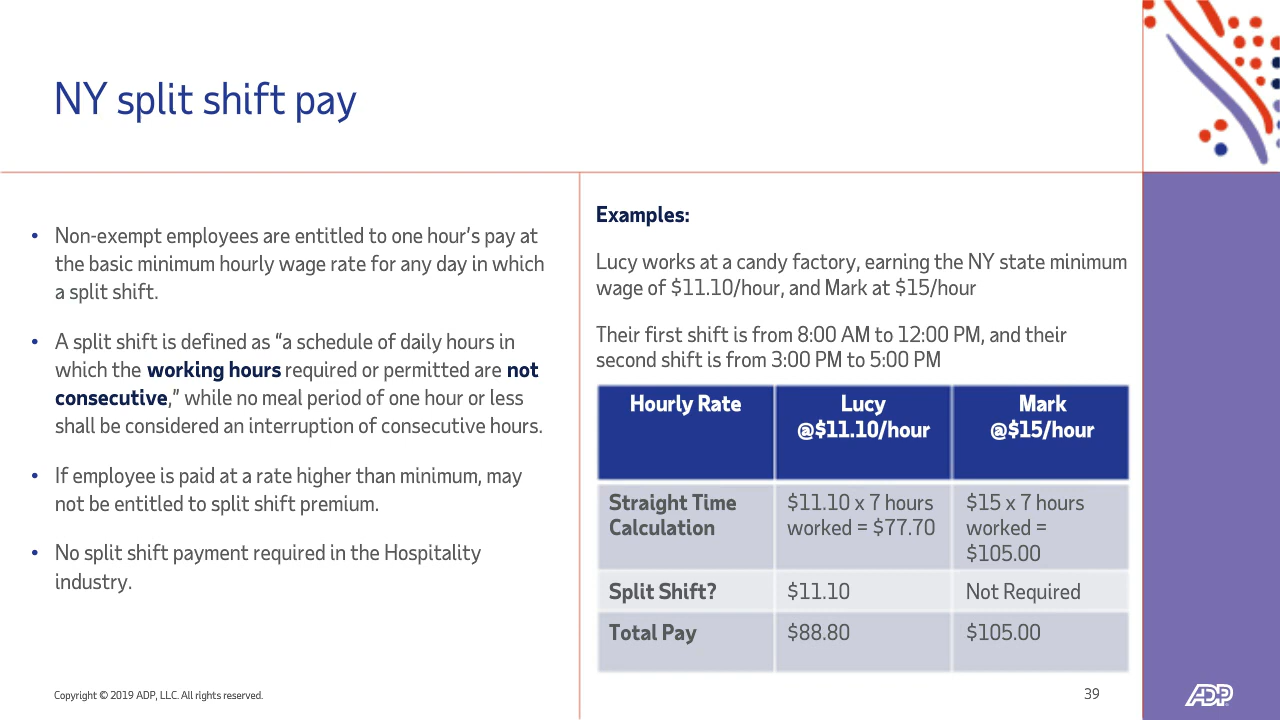 NY split shift pay
• Non-exempt employees are entitled to one hour's pay at
the basic minimum hourly wage rate for any day in which
a split shift.
• A split shift is defined as “a schedule of daily hours in
which the working hours required or permitted are not
consecutive,” while no meal period of one hour or less
shall be considered an interruption of consecutive hours.
• If employee is paid at a rate higher than minimum, may
not be entitled to split shift premium.
• No split shift payment required in the Hospitality
industry.
Examples:
Lucy works at a candy factory, earning the NY state minimum
wage of $11.10/hour, and Mark at $15/hour
Their first shift is from 8:00 AM to 12:00 PM, and their
second shift is from 3:00 PM to 5:00 PM
Hourly Rate
Lucy
@$11.10/hour
Mark
@$15/hour
Straight Time
Calculation
$11.10 x 7 hours
worked = $77.70
$15 x 7 hours
worked =
$105.00
Split Shift?
$11.10
Not Required
Total Pay
$88.80
$105.00
Copyright © 2019 ADP, LLC. All rights reserved.
39
ADP